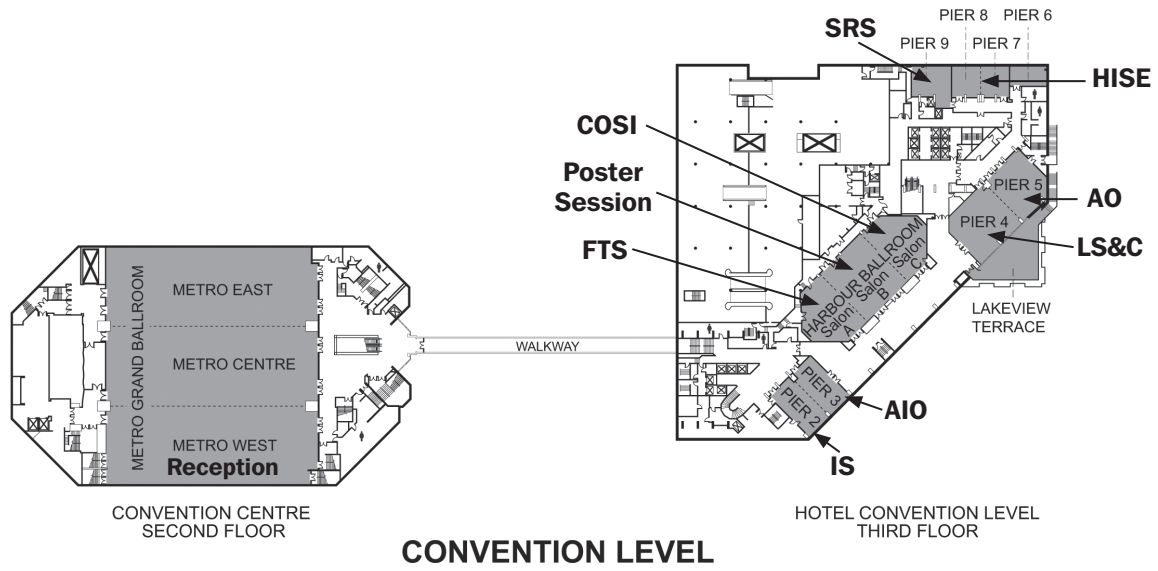 PIER 8
PIER 6
SRS
PIER 9
PIER 7
HISE
COSI
Poster
Session
PIER 5
AO
PIER 4
LS&C
FTS
HARBOUR BALLROOM
Salon
A
Salon
B
Salon
C
LAKEVIEW
TERRACE
METRO GRAND BALLROOM
METRO EAST
METRO CENTRE
METRO WEST
Reception
WALKWAY
PIER 3
PIER 2
AIO
IS
CONVENTION CENTRE
SECOND FLOOR
HOTEL CONVENTION LEVEL
THIRD FLOOR
CONVENTION LEVEL